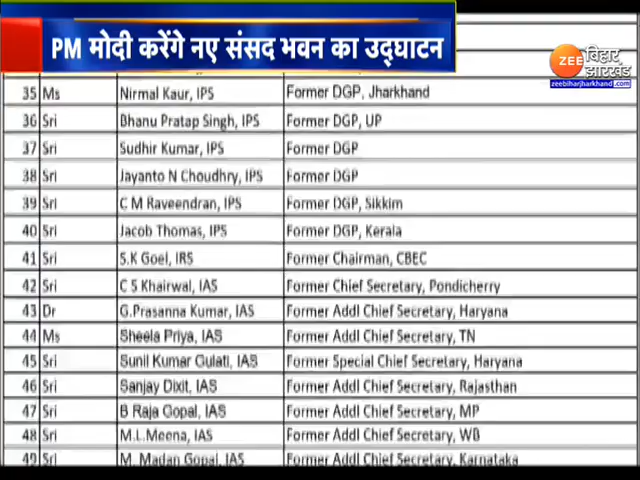 PM मोदी करेंगे नए संसद भवन का उद्घाटन
ZEE बिहार झारखंड
zeebiharjharkhand.com
35 Ms Nirmal Kaur, IPS Former DGP, Jharkhand
36 Sri Bhanu Pratap Singh, IPS Former DGP, UP
37 Sri Sudhir Kumar, IPS Former DGP
38 Sri Jayanto N Choudhry, IPS Former DGP
39 Sri C M Raveendran, IPS Former DGP, Sikkim
40 Sri Jacob Thomas, IPS Former DGP, Kerala
41 Sri S.K Goel, IRS Former Chairman, CBEC
42 Sri C S Khairwal, IAS Former Chief Secretary, Pondicherry
43 Dr G.Prasanna Kumar, IAS Former Addl Chief Secretary, Haryana
44 Ms Sheela Priya, IAS Former Addl Chief Secretary, TN
45 Sri Sunil Kumar Gulati, IAS Former Special Chief Secretary, Haryana
46 Sri Sanjay Dixit, IAS Former Addl Chief Secretary, Rajasthan
47 Sri B Raja Gopal, IAS Former Addl Chief Secretary, MP
48 Sri M.L.Meena, IAS Former Addl Chief Secretary, WB
49 Sri M. Madan Gopal, IAS Former Addl Chief Secretary, Karnataka